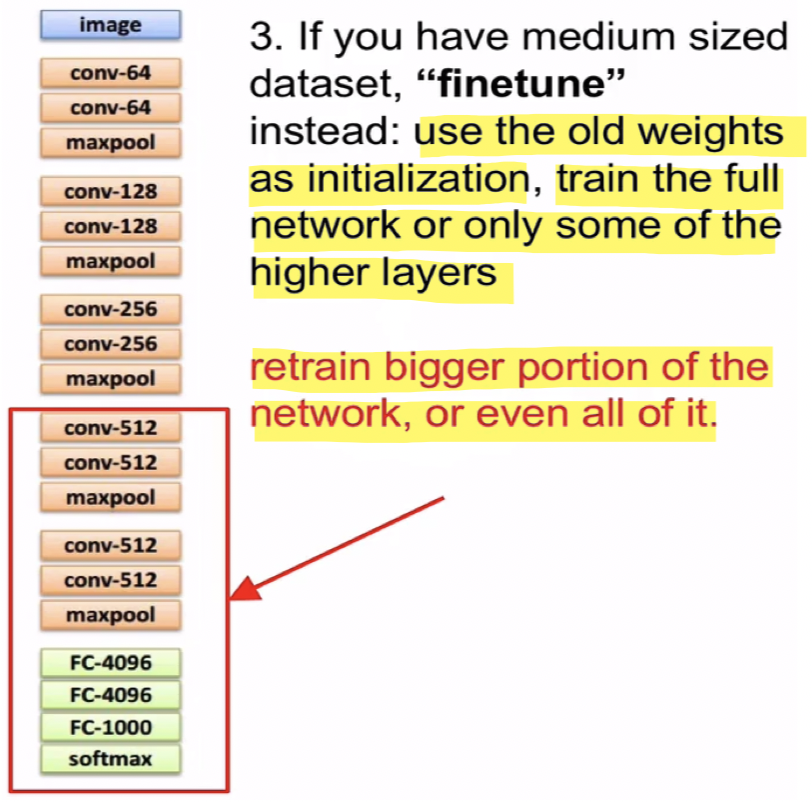 image
conv-64
conv-64
maxpool
conv-128
conv-128
maxpool
conv-256
conv-256
maxpool
conv-512
conv-512
maxpool
conv-512
conv-512
maxpool
FC-4096
FC-4096
FC-1000
softmax
3. If you have medium sized
dataset, “finetune”
instead: use the old weights
as initialization, train the full
network or only some of the
higher layers
retrain bigger portion of the
network, or even all of it.